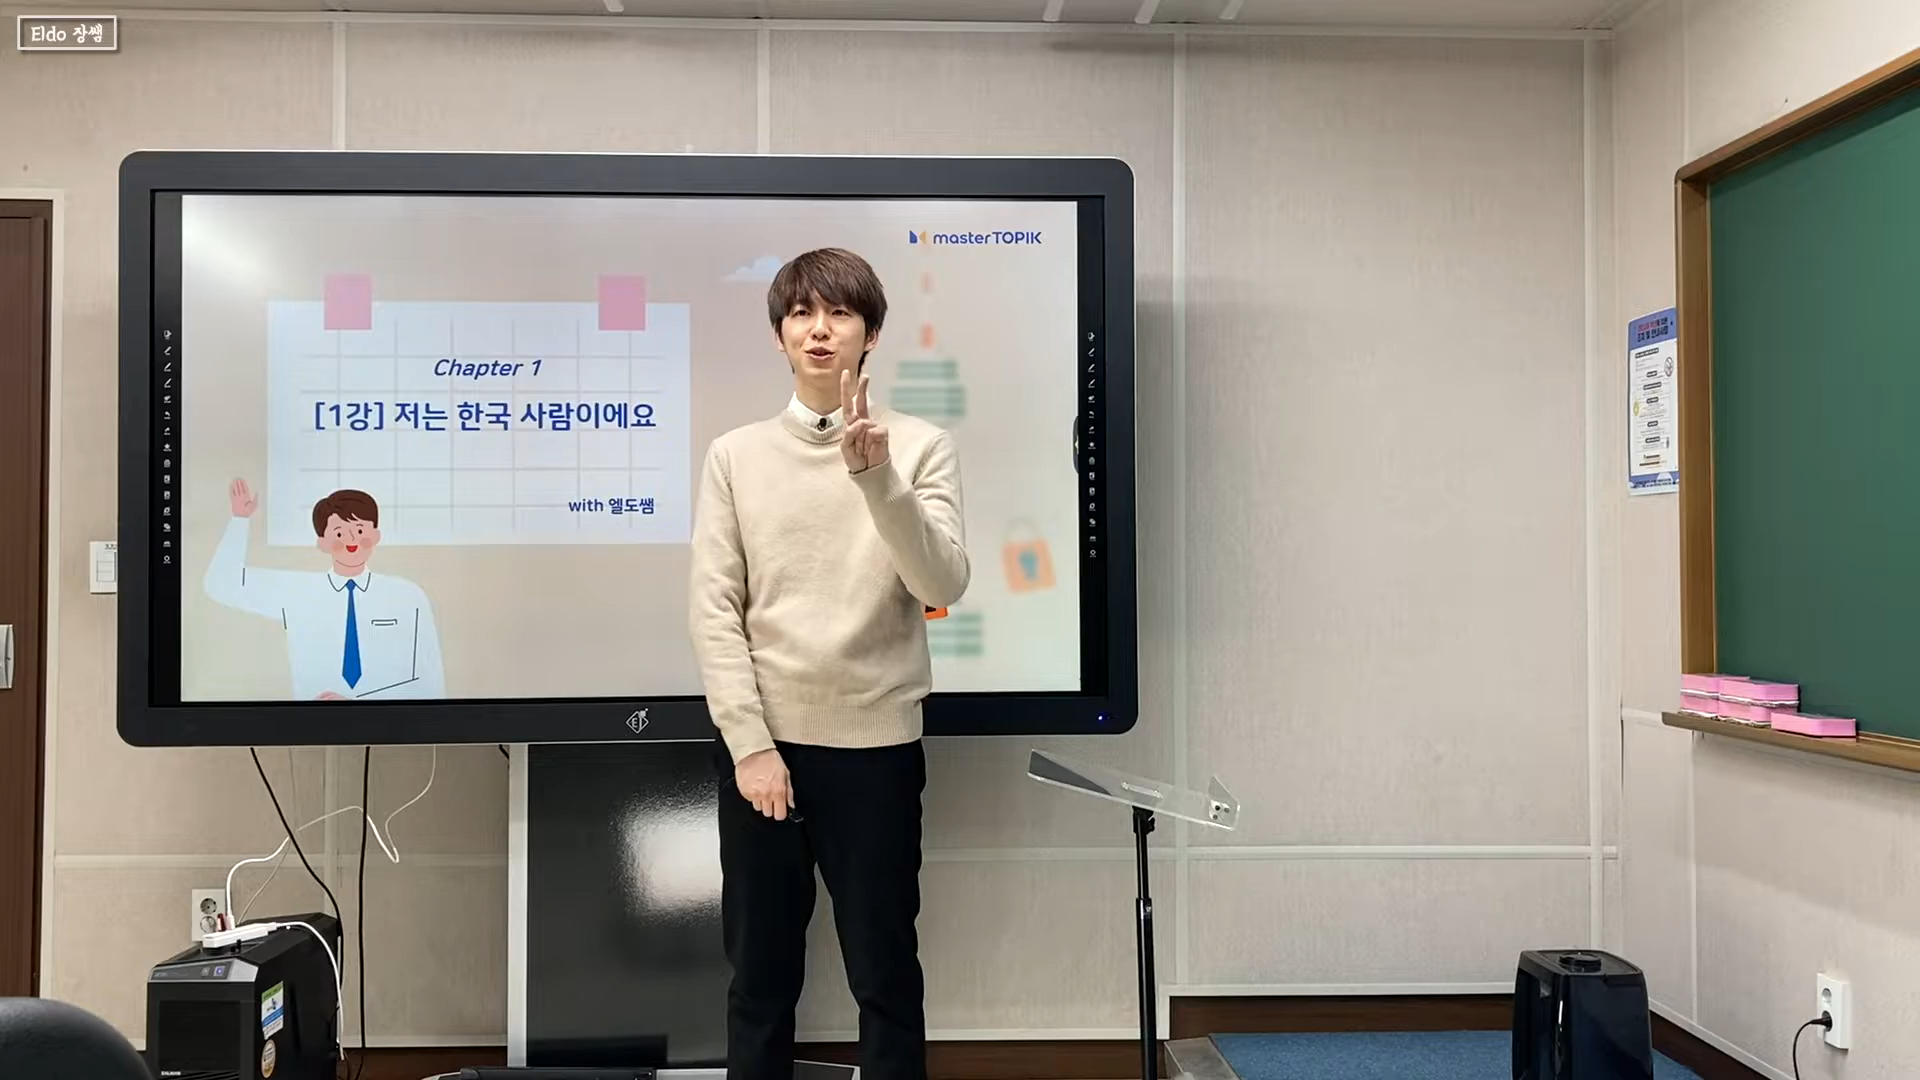 Eldo 장쌤
masterTOPIK
Chapter 1
[1강] 저는 한국 사람이에요
with 엘도쌤